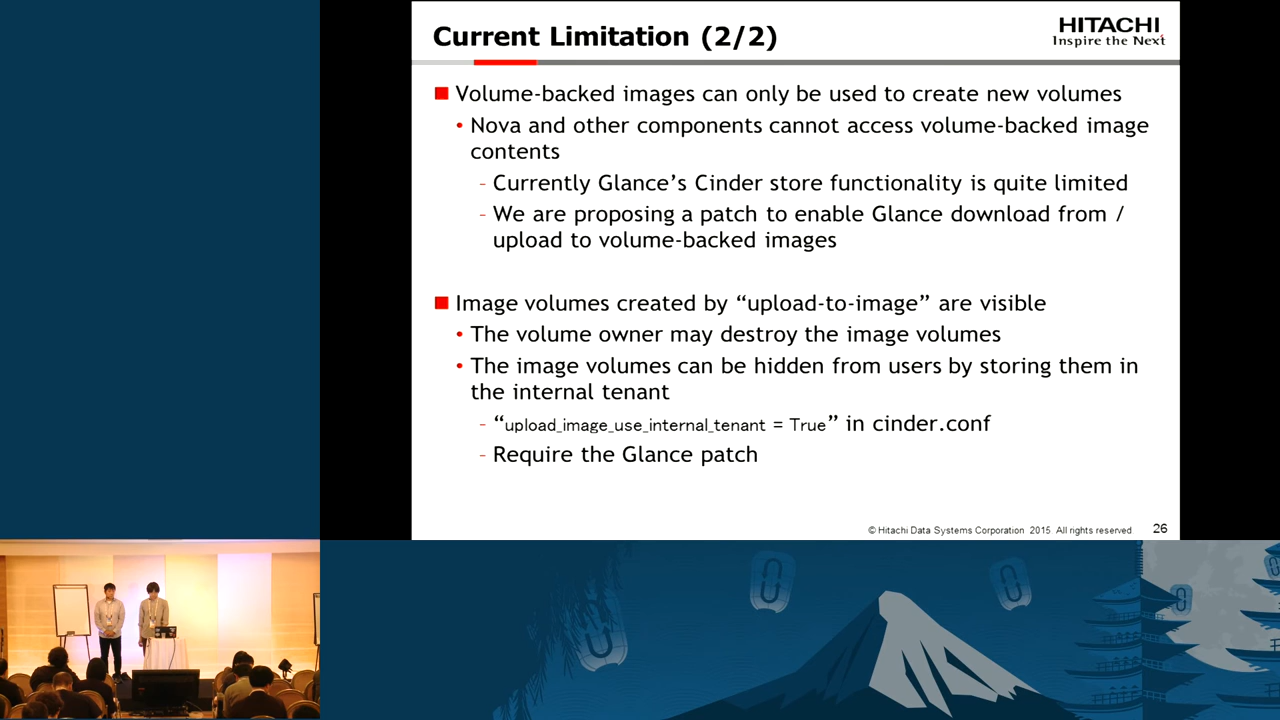 Current Limitation (2/2)
HITACHI
Inspire the Next
Volume-backed images can only be used to create new volumes
• Nova and other components cannot access volume-backed image
contents
- Currently Glance’s Cinder store functionality is quite limited
- We are proposing a patch to enable Glance download from /
upload to volume-backed images
Image volumes created by “upload-to-image” are visible
• The volume owner may destroy the image volumes
• The image volumes can be hidden from users by storing them in
the internal tenant
- “upload_image_use_internal_tenant = True” in cinder.conf
- Require the Glance patch
© Hitachi Data Systems Corporation 2015 All rights reserved
26